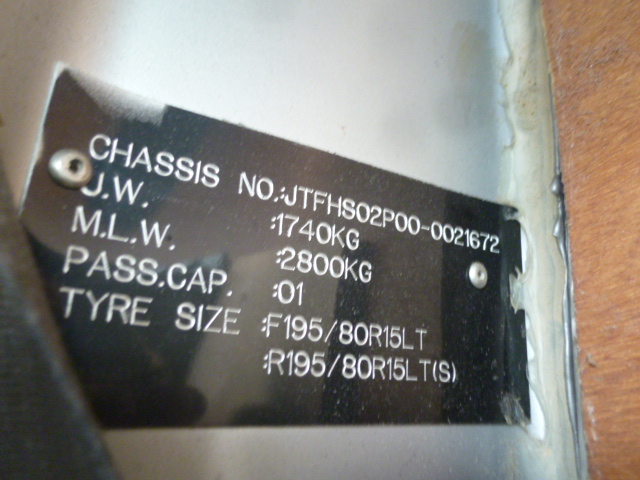 CHASSIS NO.:JTFHS02P00-0021672
J.W. :1740KG
M.L.W. :2800KG
PASS.CAP. :01
TYRE SIZE :F195/80R15LT
:R195/80R15LT(S)